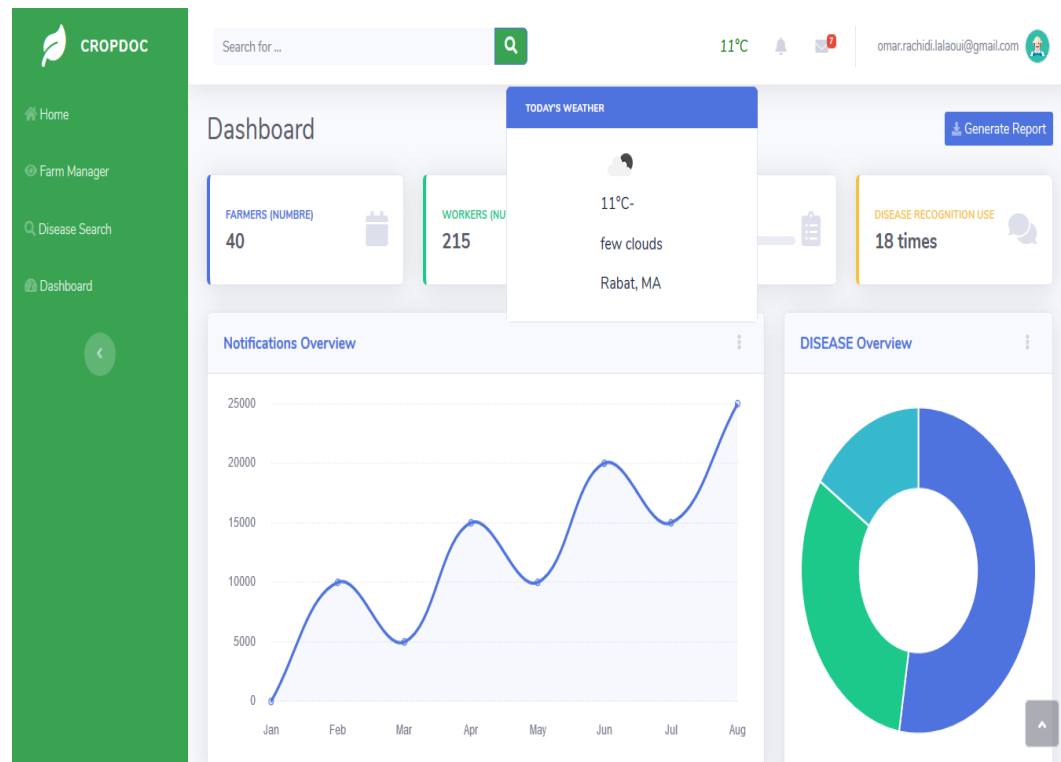 CROPDOC
Search for ...
11°C
7
omar.rachidi.lalaoui@gmail.com
Home
Farm Manager
Disease Search
Dashboard
Dashboard
Generate Report
TODAY'S WEATHER
11°C-
few clouds
Rabat, MA
FARMERS (NUMBRE)
40
WORKERS (NU
215
DISEASE RECOGNITION USE
18 times
Notifications Overview
25000
20000
15000
10000
5000
0
Jan Feb Mar Apr May Jun Jul Aug
DISEASE Overview